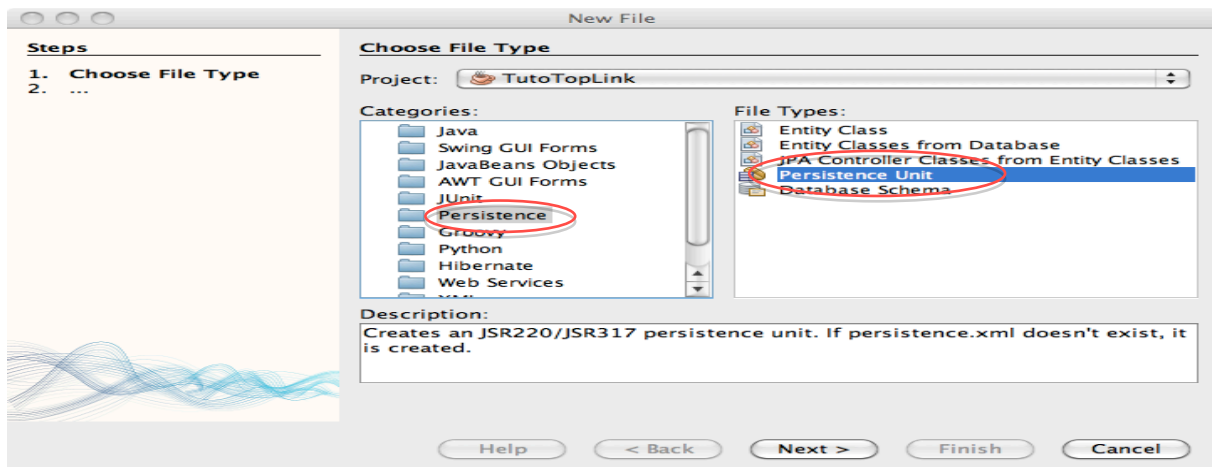 New File
Steps
1. Choose File Type
2. ...
Choose File Type
Project: TutoTopLink
Categories:
Java
Swing GUI Forms
JavaBeans Objects
AWT GUI Forms
JUnit
Persistence
Groovy
Python
Hibernate
Web Services
File Types:
Entity Class
Entity Classes from Database
JPA Controller Classes from Entity Classes
Persistence Unit
Database Schema
Description:
Creates an JSR220/JSR317 persistence unit. If persistence.xml doesn't exist, it
is created.
Help < Back Next > Finish Cancel